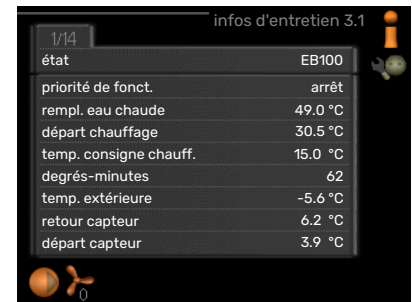 infos d'entretien 3.1
1/14
état EB100
priorité de fonct. arrêt
rempl. eau chaude 49.0 °C
départ chauffage 30.5 °C
temp. consigne chauff. 15.0 °C
degrés-minutes 62
temp. extérieure -5.6 °C
retour capteur 6.2 °C
départ capteur 3.9 °C
0